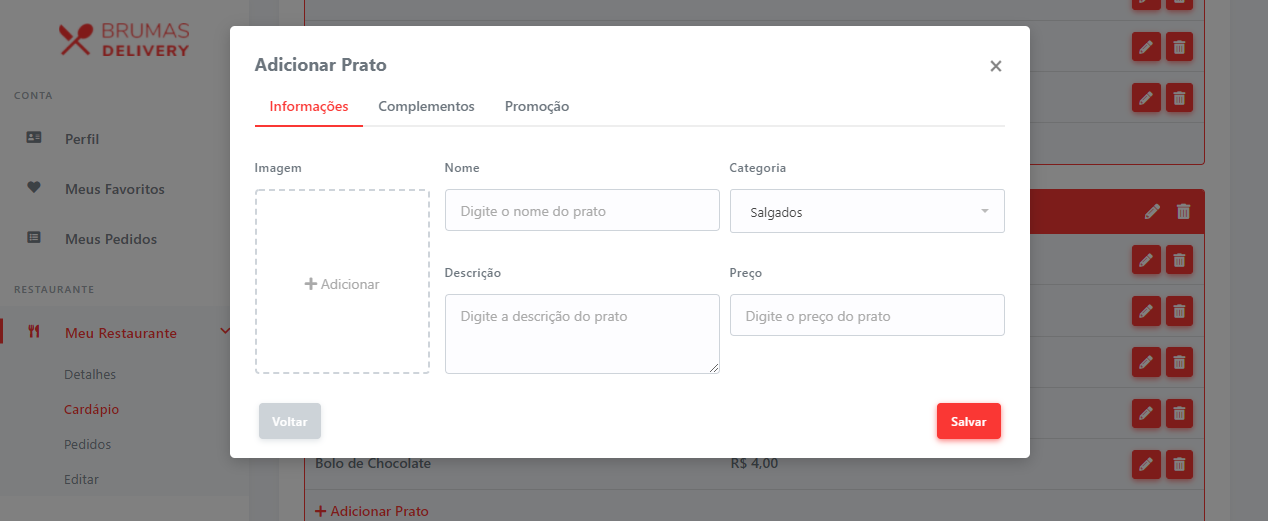 BRUMAS
DELIVERY
CONTA
Perfil
Meus Favoritos
Meus Pedidos
RESTAURANTE
Meu Restaurante
Detalhes
Cardápio
Pedidos
Editar
Adicionar Prato
×
Informações Complementos Promoção
Imagem
+ Adicionar
Nome
Digite o nome do prato
Categoria
Salgados
Descrição
Digite a descrição do prato
Preço
Digite o preço do prato
Voltar
Salvar
Bolo de Chocolate R$ 4,00
+ Adicionar Prato